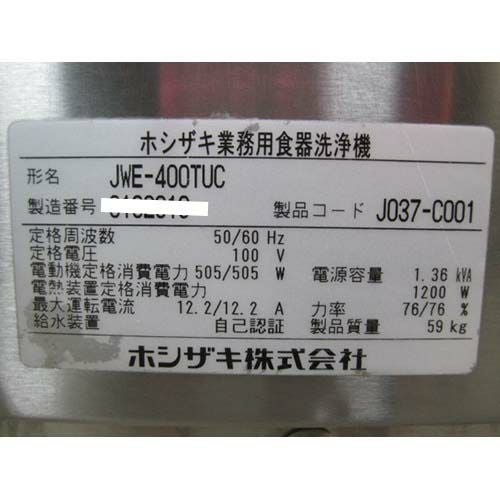 ホシザキ業務用食器洗浄機
形名 JWE-400TUC
製造番号 製品コード J037-C001
定格周波数 50/60 Hz
定格電圧 100 V
電動機定格消費電力 505/505 W 電源容量 1.36 kVA
電熱装置定格消費電力 1200 W
最大運転電流 12.2/12.2 A 力率 76/76 %
給水装置 自己認証 製品質量 59 kg
ホシザキ株式会社